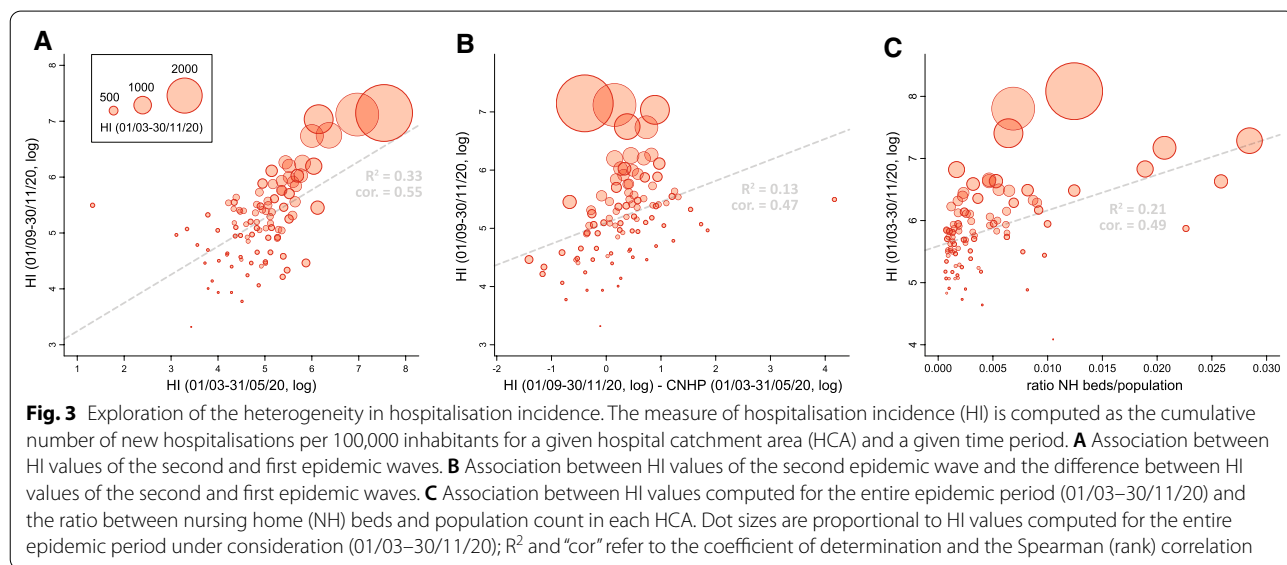 A
B
C
2000
1000
500
HI (01/03-30/11/20)
HI (01/09-30/11/20, log)
3
4
5
6
7
8
R² = 0.33
cor. = 0.55
1
2
3
4
5
6
7
8
HI (01/03-31/05/20, log)
HI (01/09-30/11/20, log)
3
4
5
6
7
R² = 0.13
cor. = 0.47
-2
-1
0
1
2
3
4
HI (01/09-30/11/20, log) - CNHP (01/03-31/05/20, log)
HI (01/03-30/11/20, log)
4
5
6
7
8
R² = 0.21
cor. = 0.49
0.000
0.005
0.010
0.015
0.020
0.025
0.030
ratio NH beds/population
Fig. 3 Exploration of the heterogeneity in hospitalisation incidence. The measure of hospitalisation incidence (HI) is computed as the cumulative
number of new hospitalisations per 100,000 inhabitants for a given hospital catchment area (HCA) and a given time period. A Association between
HI values of the second and first epidemic waves. B Association between HI values of the second epidemic wave and the difference between HI
values of the second and first epidemic waves. C Association between HI values computed for the entire epidemic period (01/03–30/11/20) and
the ratio between nursing home (NH) beds and population count in each HCA. Dot sizes are proportional to HI values computed for the entire
epidemic period under consideration (01/03–30/11/20); R² and “cor” refer to the coefficient of determination and the Spearman (rank) correlation